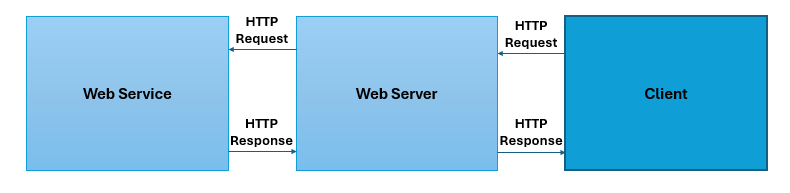 HTTP
Request
HTTP
Request
Web Service
Web Server
Client
HTTP
Response
HTTP
Response